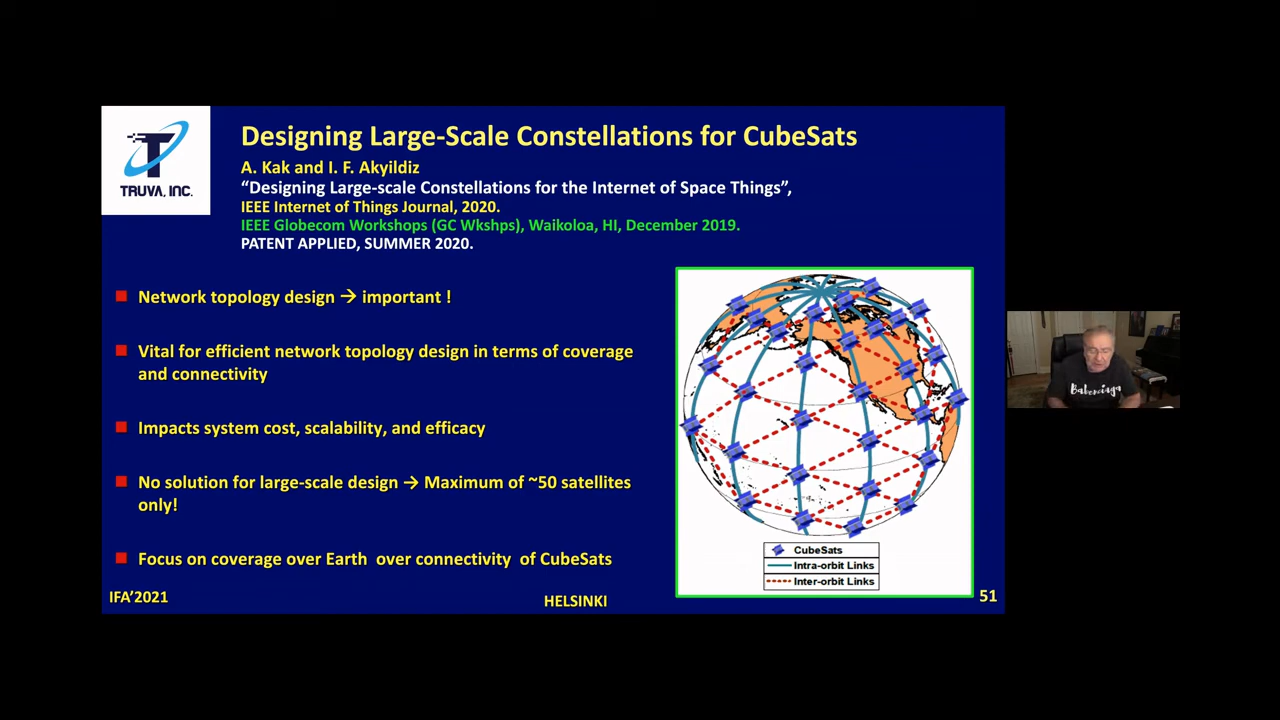 TRUVA, INC.
Designing Large-Scale Constellations for CubeSats
A. Kak and I. F. Akyildiz
“Designing Large-scale Constellations for the Internet of Space Things”,
IEEE Internet of Things Journal, 2020.
IEEE Globecom Workshops (GC Wkshps), Waikoloa, HI, December 2019.
PATENT APPLIED, SUMMER 2020.
Network topology design → important !
Vital for efficient network topology design in terms of coverage
and connectivity
Impacts system cost, scalability, and efficacy
No solution for large-scale design → Maximum of ~50 satellites
only!
Focus on coverage over Earth over connectivity of CubeSats
CubeSats
Intra-orbit Links
Inter-orbit Links
IFA’2021
HELSINKI
51